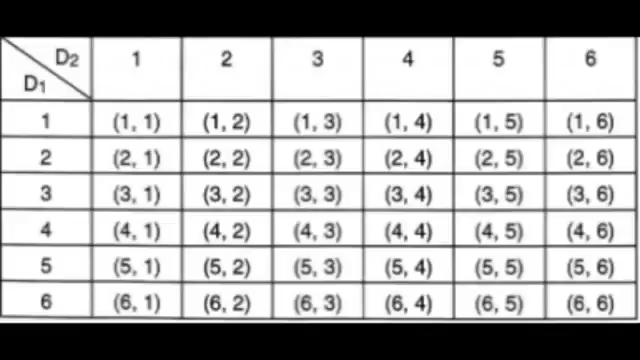 D2 1 2 3 4 5 6
D1
1 (1, 1) (1, 2) (1, 3) (1, 4) (1, 5) (1, 6)
2 (2, 1) (2, 2) (2, 3) (2, 4) (2, 5) (2, 6)
3 (3, 1) (3, 2) (3, 3) (3, 4) (3, 5) (3, 6)
4 (4, 1) (4, 2) (4, 3) (4, 4) (4, 5) (4, 6)
5 (5, 1) (5, 2) (5, 3) (5, 4) (5, 5) (5, 6)
6 (6, 1) (6, 2) (6, 3) (6, 4) (6, 5) (6, 6)